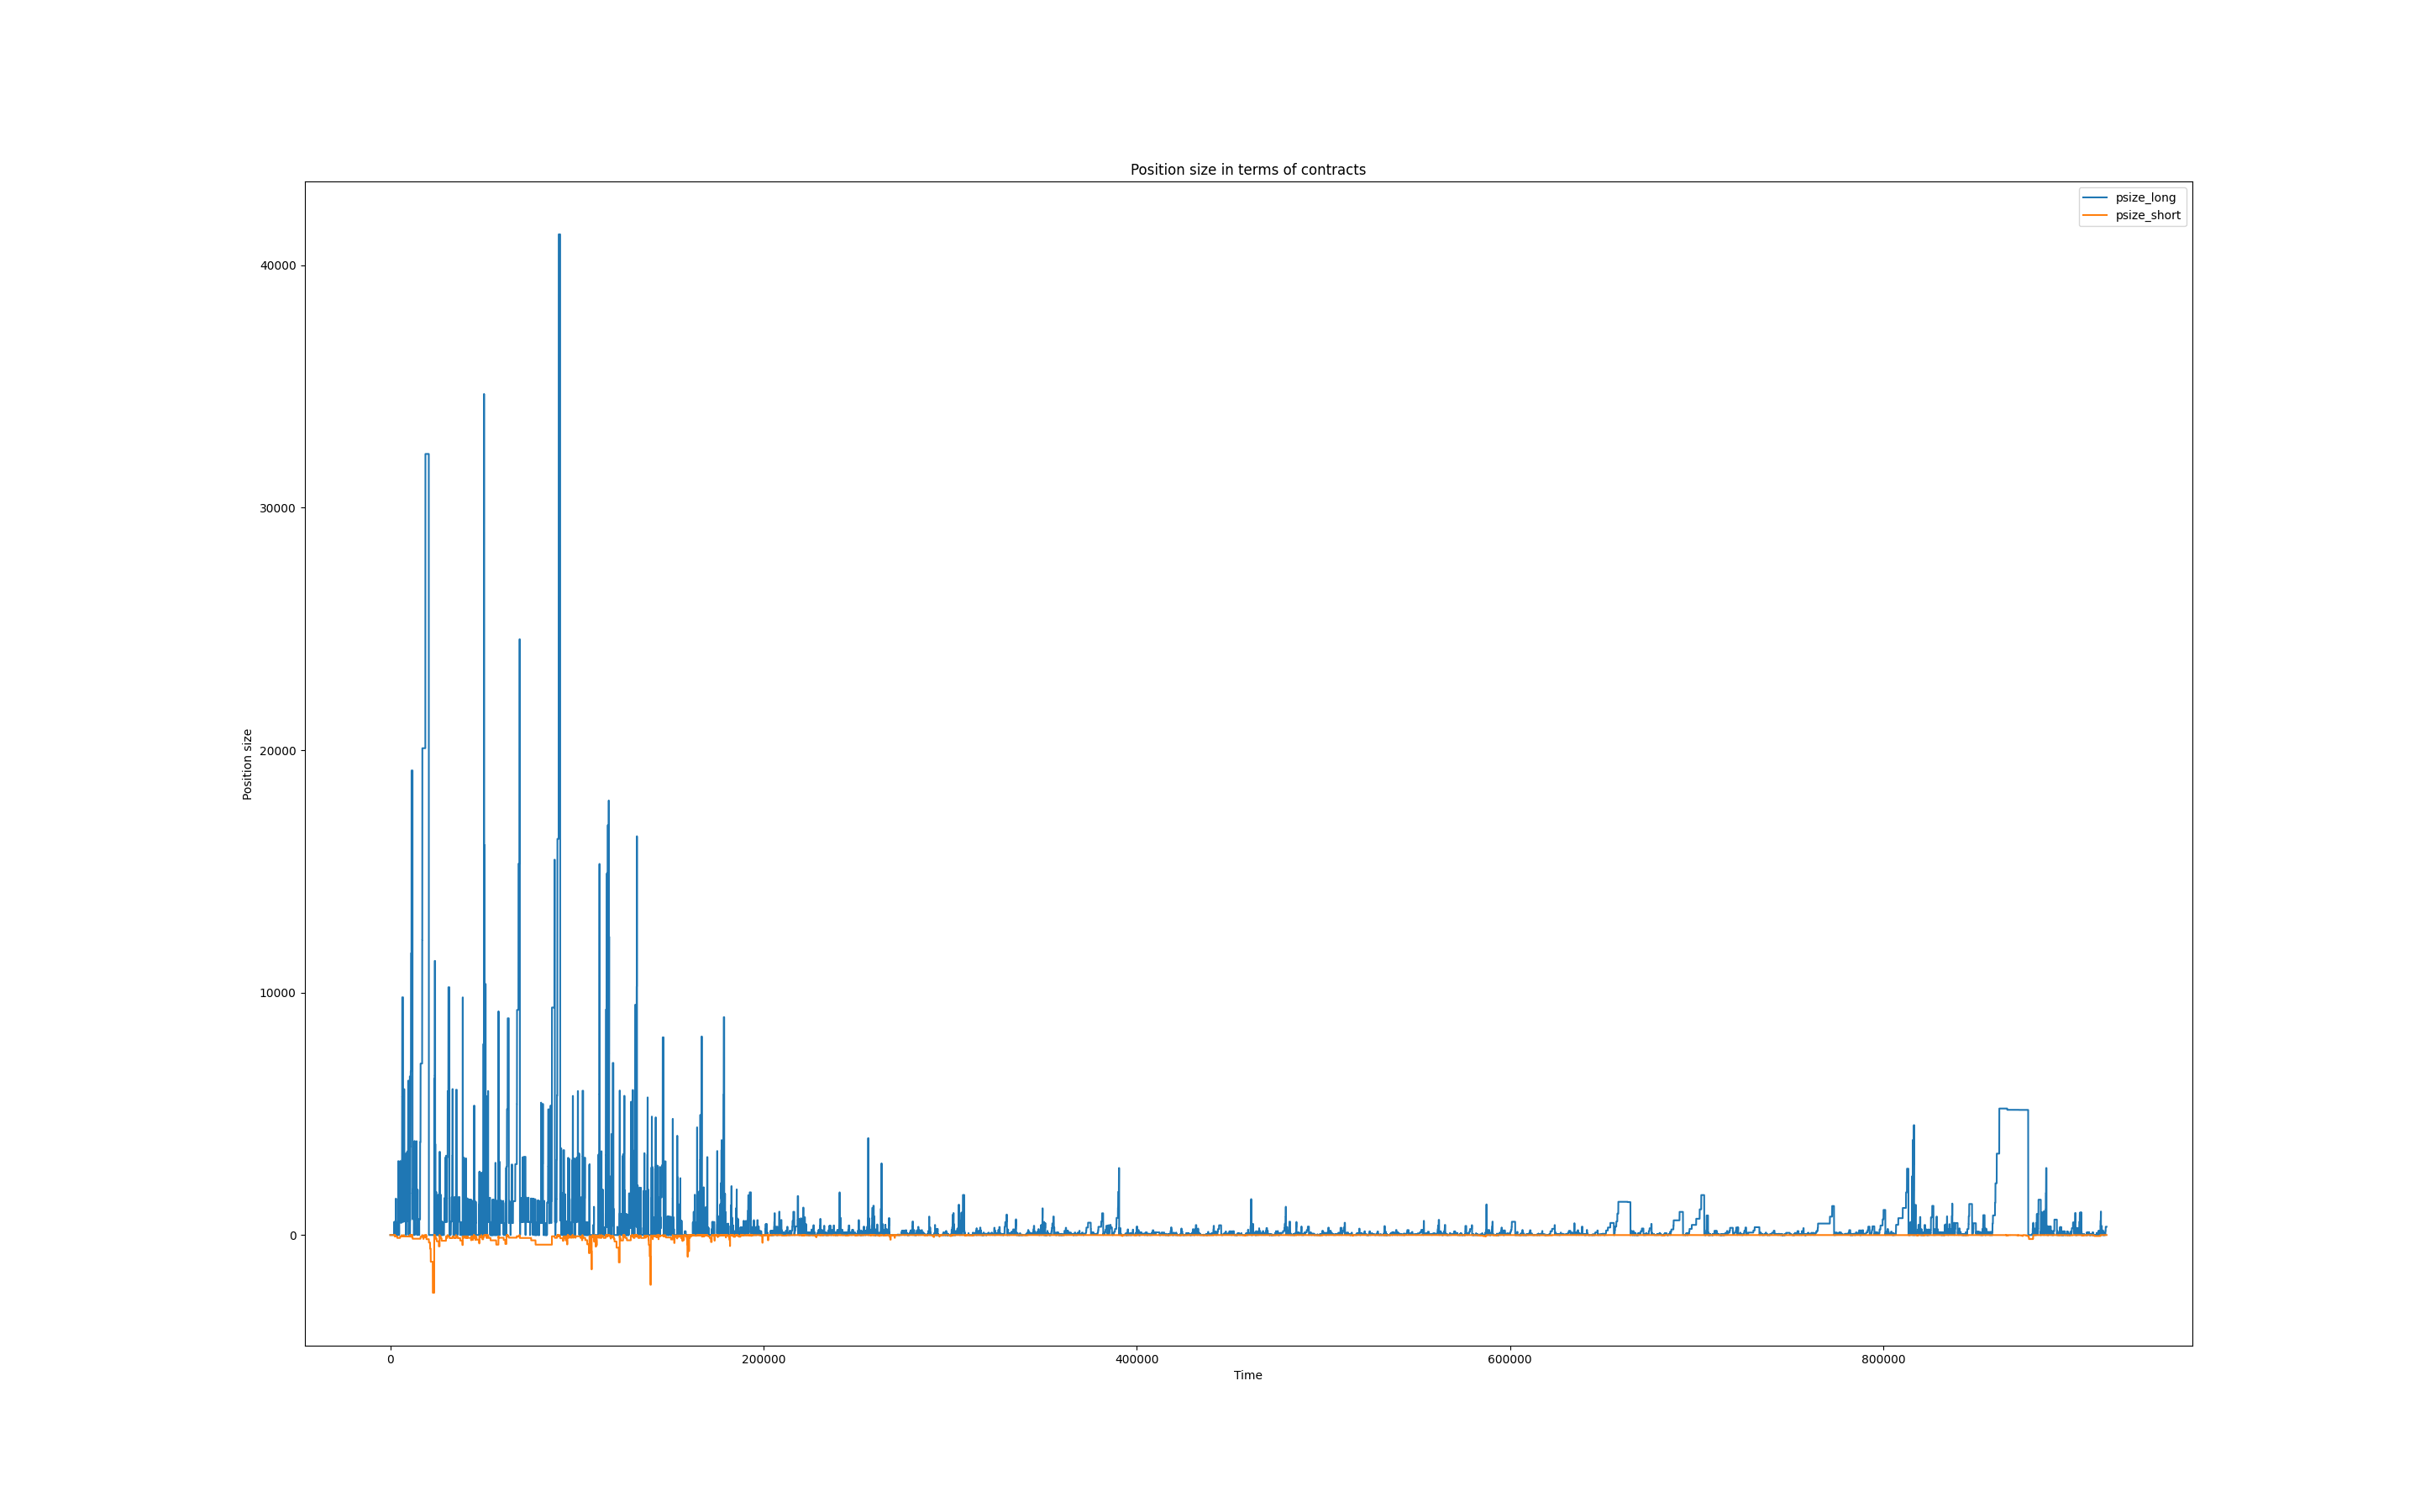 Position size in terms of contracts
psize_long
psize_short
40000
30000
20000
10000
0
Position size
0
200000
400000
600000
800000
Time